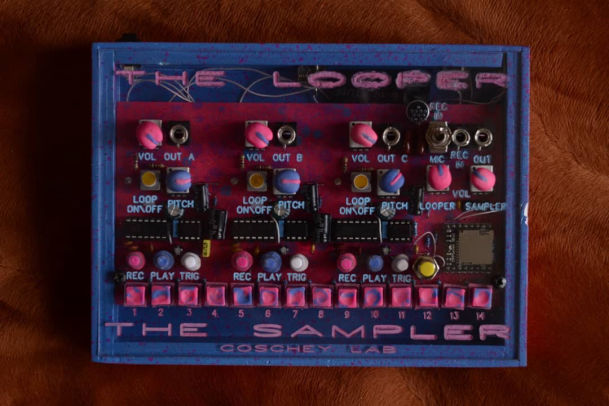 THE LOOPER
REC
IN
VOL OUT A VOL OUT B VOL OUT C MIC REC IN OUT
VOL
LOOP ON\OFF PITCH LOOP ON\OFF PITCH LOOP ON\OFF PITCH LOOPER SAMPLER
REC PLAY TRIG REC PLAY TRIG REC PLAY TRIG
1 2 3 4 5 6 7 8 9 10 11 12 13 14
THE SAMPLER
COSCHEY LAB